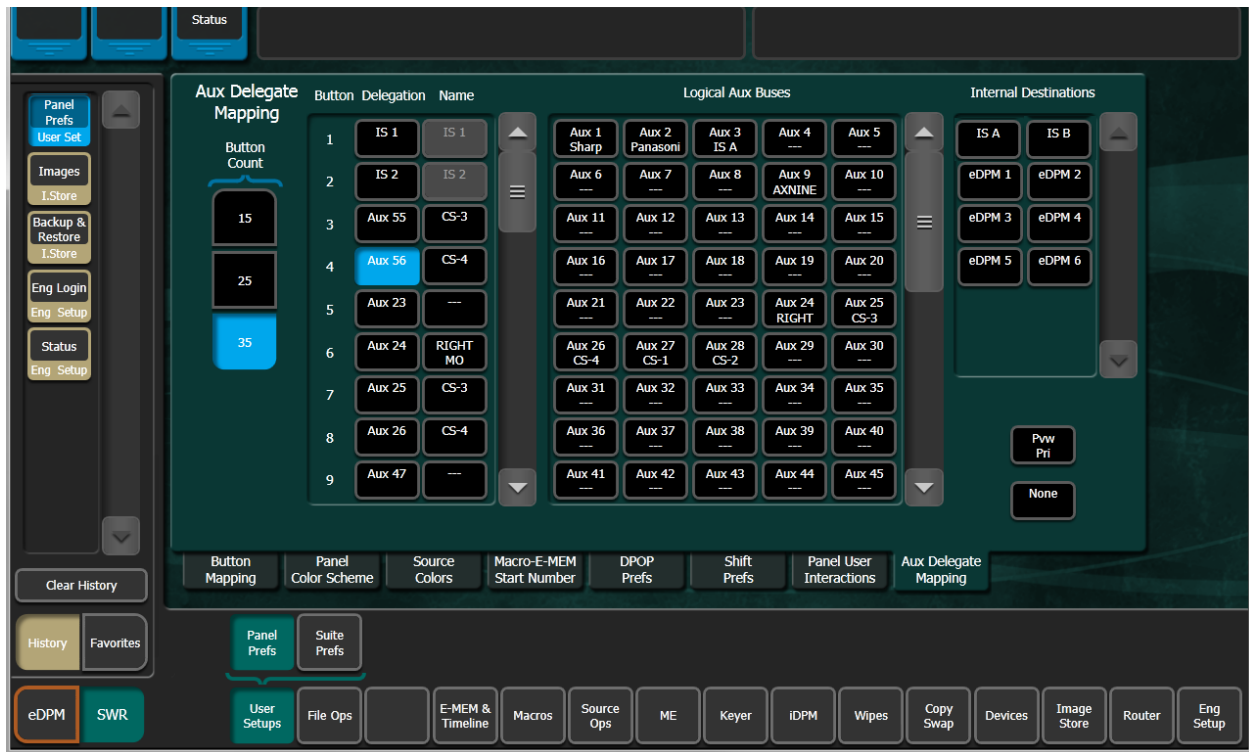 Status
Panel
Prefs
User Set
Images
I.Store
Backup &
Restore
I.Store
Eng Login
Eng Setup
Status
Eng Setup
Clear History
History Favorites
eDPM SWR
Aux Delegate
Mapping
Button
Count
15
25
35
Button Delegation Name
1 IS 1 IS 1
2 IS 2 IS 2
3 Aux 55 CS-3
4 Aux 56 CS-4
5 Aux 23 ---
6 Aux 24 RIGHT
MO
7 Aux 25 CS-3
8 Aux 26 CS-4
9 Aux 47 ---
Logical Aux Buses
Aux 1 Aux 2 Aux 3 Aux 4 Aux 5
Sharp Panasoni IS A --- ---
Aux 6 Aux 7 Aux 8 Aux 9 Aux 10
--- --- --- AXNINE ---
Aux 11 Aux 12 Aux 13 Aux 14 Aux 15
--- --- --- --- ---
Aux 16 Aux 17 Aux 18 Aux 19 Aux 20
--- --- --- --- ---
Aux 21 Aux 22 Aux 23 Aux 24 Aux 25
--- --- --- RIGHT CS-3
Aux 26 Aux 27 Aux 28 Aux 29 Aux 30
CS-4 CS-1 CS-2 --- ---
Aux 31 Aux 32 Aux 33 Aux 34 Aux 35
--- --- --- --- ---
Aux 36 Aux 37 Aux 38 Aux 39 Aux 40
--- --- --- --- ---
Aux 41 Aux 42 Aux 43 Aux 44 Aux 45
--- --- --- --- ---
Internal Destinations
IS A IS B
eDPM 1 eDPM 2
eDPM 3 eDPM 4
eDPM 5 eDPM 6
Pvw
Pri
None
Button
Mapping
Panel
Color Scheme
Source
Colors
Macro-E-MEM
Start Number
DPOP
Prefs
Shift
Prefs
Panel User
Interactions
Aux Delegate
Mapping
Panel
Prefs
Suite
Prefs
User
Setups
File Ops
E-MEM &
Timeline
Macros
Source
Ops
ME
Keyer
iDPM
Wipes
Copy
Swap
Devices
Image
Store
Router
Eng
Setup